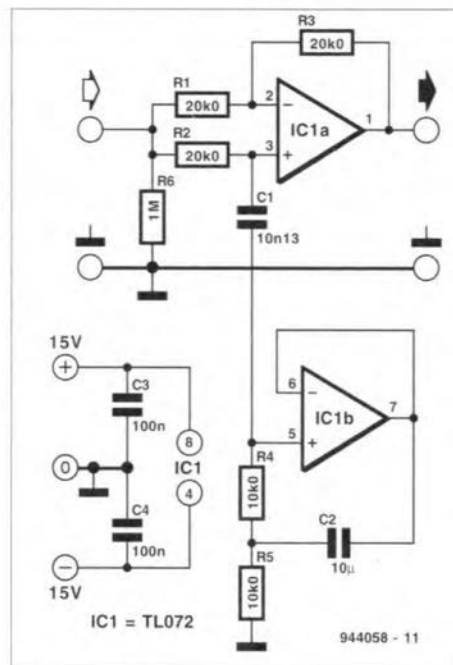 R3
20k0
R1
20k0
2
−
IC1a
1
R2
20k0
3
+
R6
1M
C1
10n13
15V
+
C3
100n
8
0
IC1
4
C4
100n
−
15V
6
−
IC1b
7
5
+
R4
10k0
C2
10μ
R5
10k0
IC1 = TL072
944058 - 11